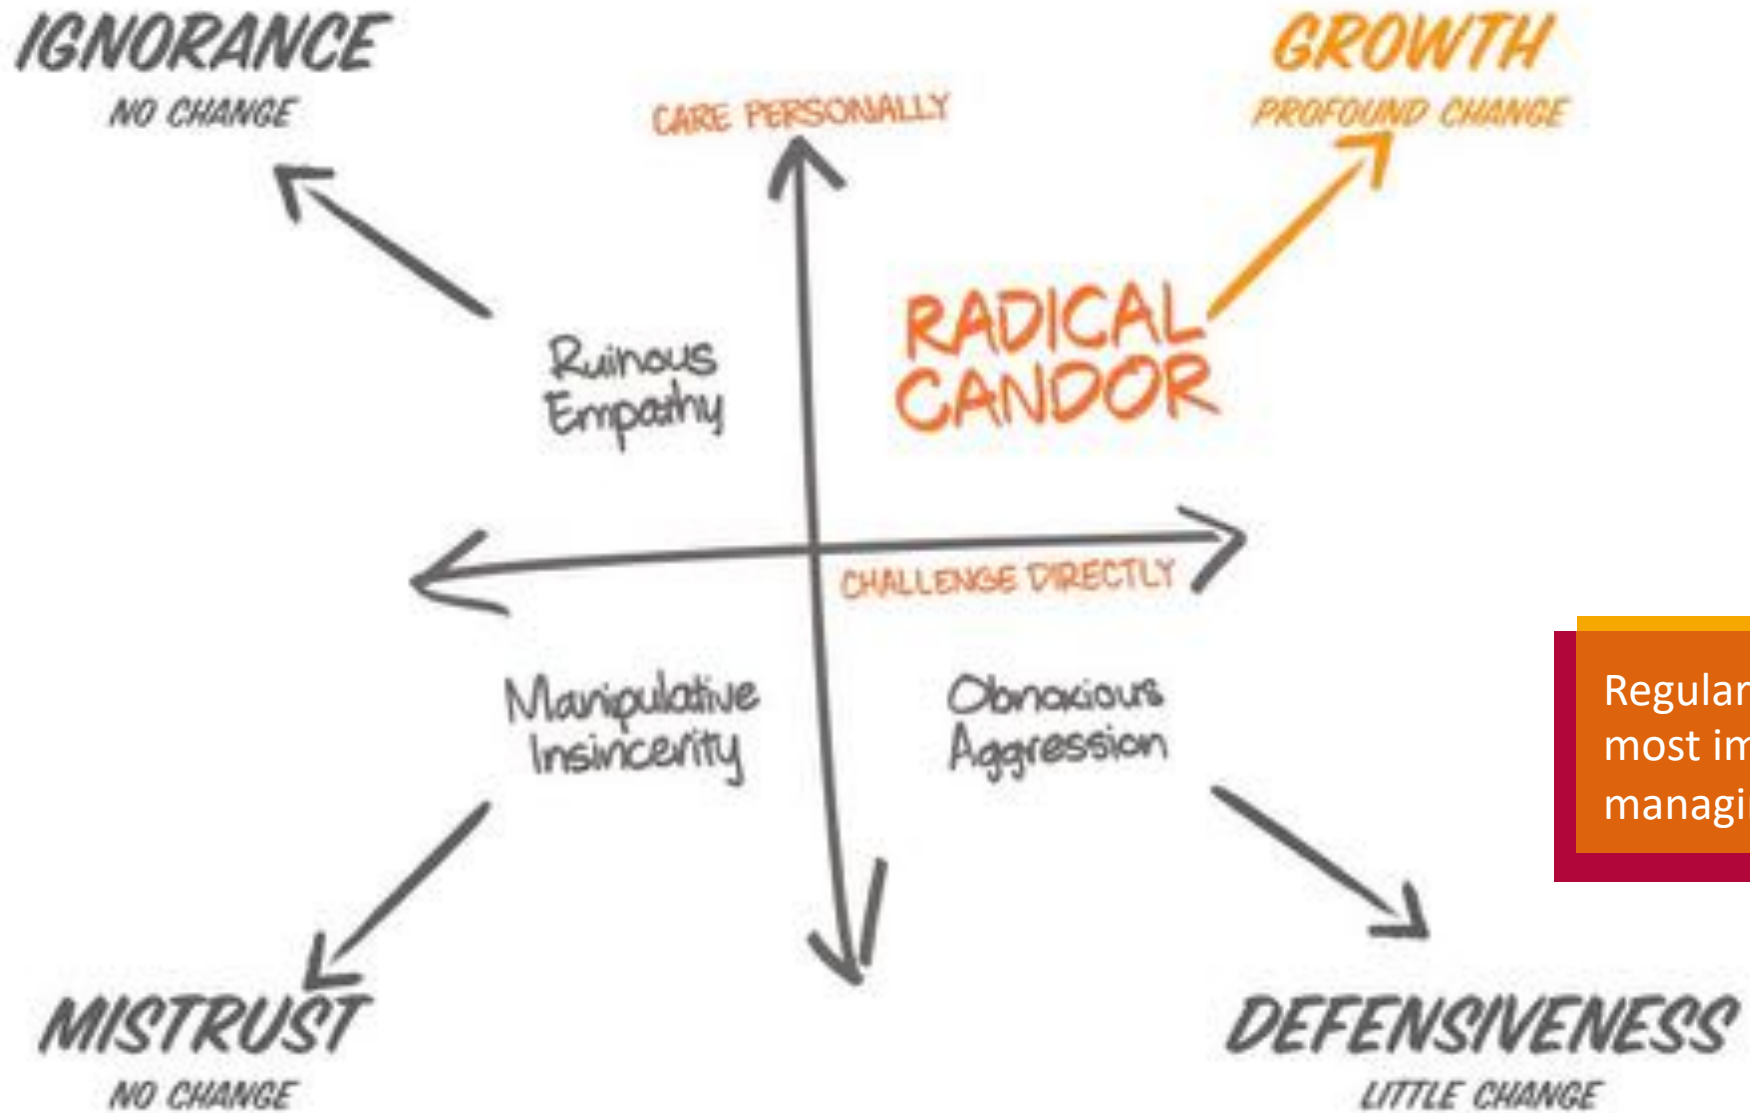 IGNORANCE
NO CHANGE
GROWTH
PROFOUND CHANGE
CARE PERSONALLY
Ruinous
Empathy
RADICAL
CANDOR
CHALLENGE DIRECTLY
Manipulative
Insincerity
Obnoxious
Aggression
Regular
most im
managi
MISTRUST
NO CHANGE
DEFENSIVENESS
LITTLE CHANGE